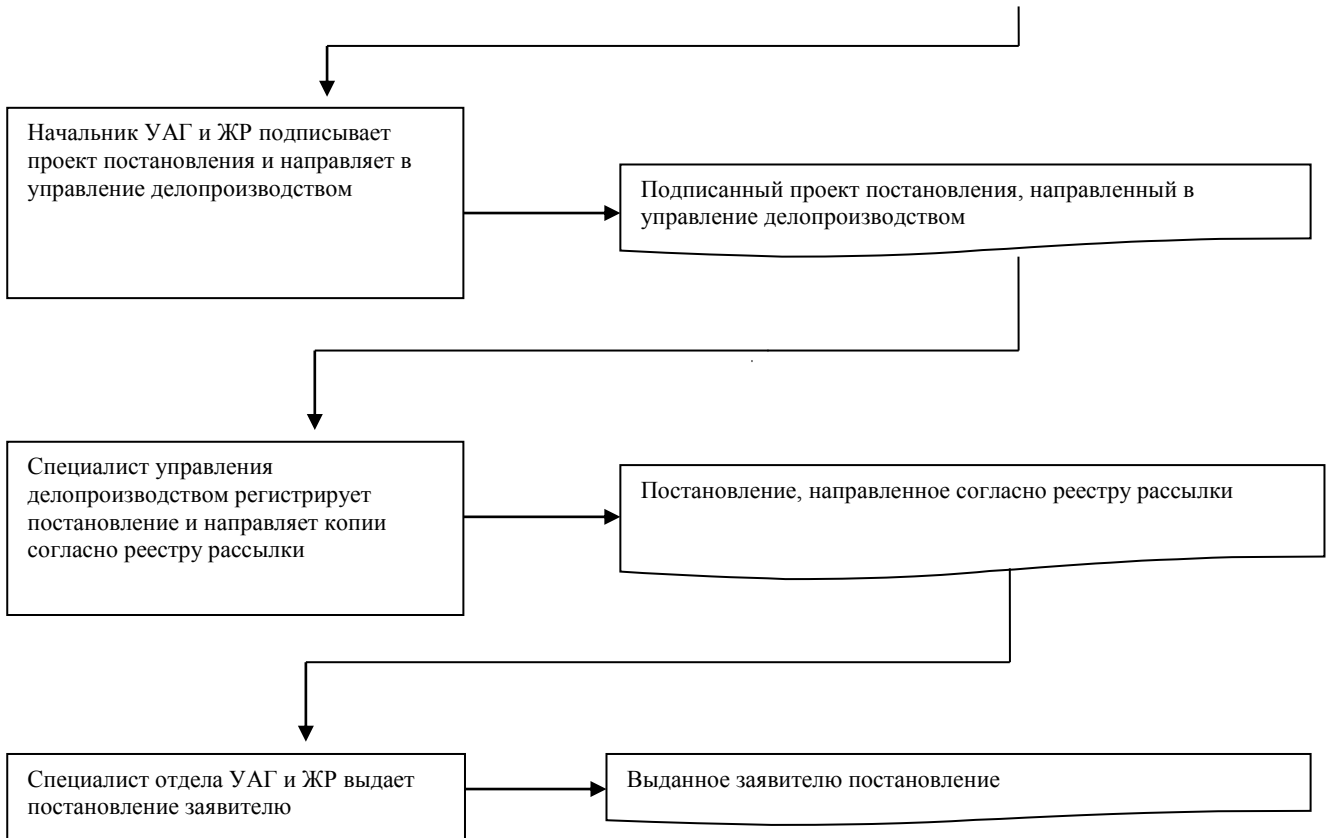 Начальник УАГ и ЖР подписывает
проект постановления и направляет в
управление делопроизводством
Подписанный проект постановления, направленный в
управление делопроизводством
Специалист управления
делопроизводством регистрирует
постановление и направляет копии
согласно реестру рассылки
Постановление, направленное согласно реестру рассылки
Специалист отдела УАГ и ЖР выдает
постановление заявителю
Выданное заявителю постановление